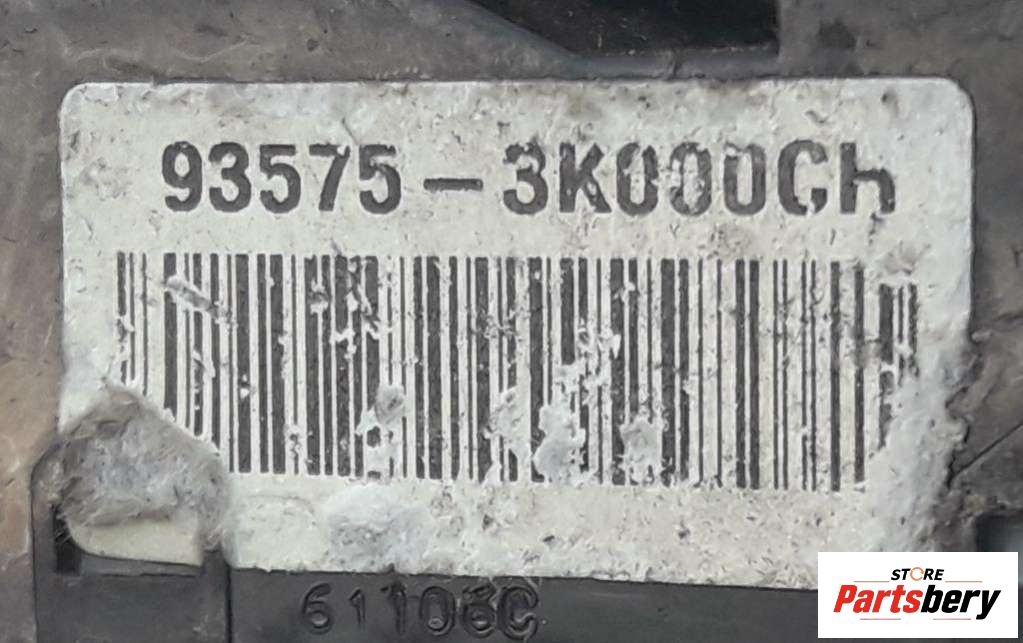 93575-3K000Ch
61106C
STORE
Partsbery